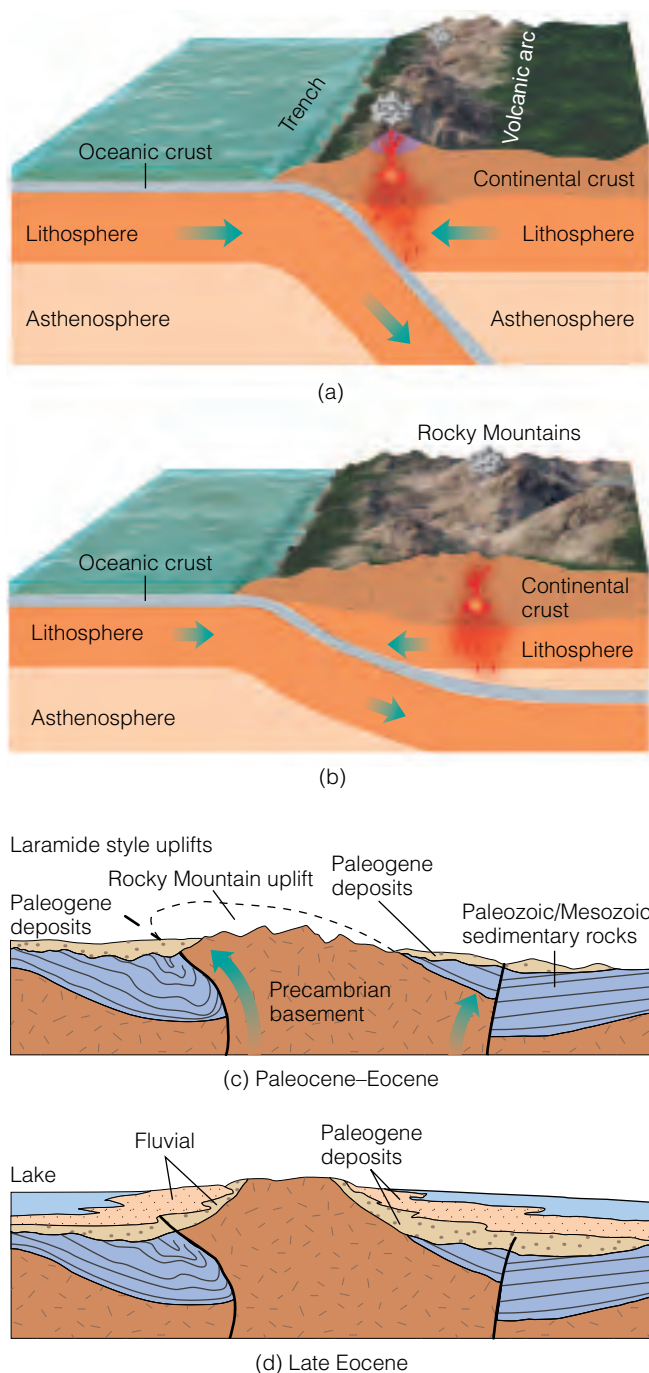 Trench
Volcanic arc
Oceanic crust
Continental crust
Lithosphere
Lithosphere
Asthenosphere
Asthenosphere
(a)
Rocky Mountains
Oceanic crust
Continental
crust
Lithosphere
Lithosphere
Asthenosphere
(b)
Laramide style uplifts
Rocky Mountain uplift
Paleogene
deposits
Paleogene
deposits
Paleozoic/Mesozoic
sedimentary rocks
Precambrian
basement
(c) Paleocene–Eocene
Fluvial
Paleogene
deposits
Lake
(d) Late Eocene